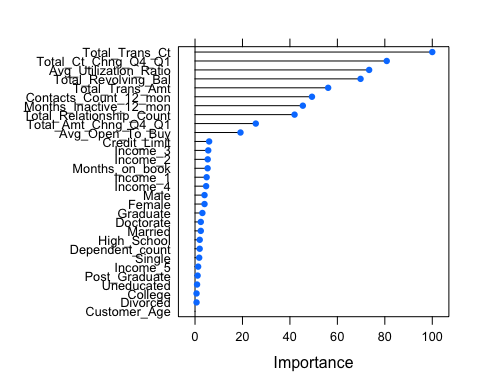 Total_Trans_Ct
Total_Ct_Chng_Q4_Q1
Avg_Utilization_Ratio
Total_Revolving_Bal
Total_Trans_Amt
Contacts_Count_12_mon
Months_Inactive_12_mon
Total_Relationship_Count
Total_Amt_Chng_Q4_Q1
Avg_Open_To_Buy
Credit_Limit
Income_3
Income_2
Months_on_book
Income_1
Income_4
Male
Female
Graduate
Doctorate
Married
High_School
Dependent_count
Single
Income_5
Post_Graduate
Uneducated
College
Divorced
Customer_Age
0 20 40 60 80 100
Importance